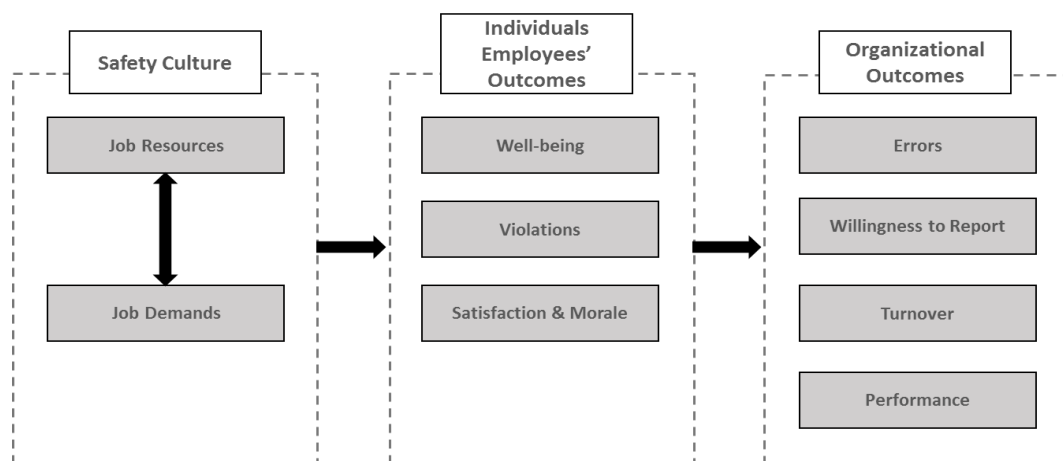 Safety Culture
Job Resources
Job Demands
Individuals
Employees’
Outcomes
Well-being
Violations
Satisfaction & Morale
Organizational
Outcomes
Errors
Willingness to Report
Turnover
Performance